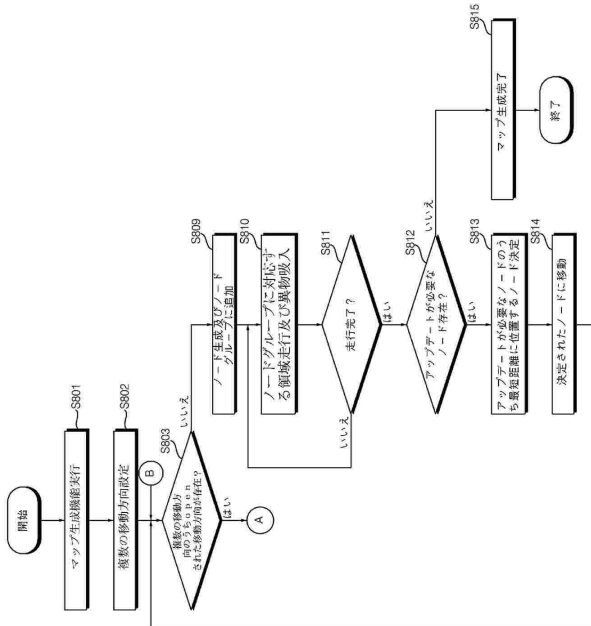 開始
S801
マップ生成機能実行
S802
複数の移動方向設定
B
S803
複数の移動方
向のうちopen
された移動方向が存在?
はい
A
いいえ
S809
ノード生成及びノード
グループに追加
S810
ノードグループに対応す
る領域走行及び異物吸入
S811
走行完了?
いいえ
はい
S812
アップデートが必要な
ノード存在?
いいえ
はい
S813
アップデートが必要なノードのう
ち最短距離に位置するノード決定
S814
決定されたノードに移動
S815
マップ生成完了
終了